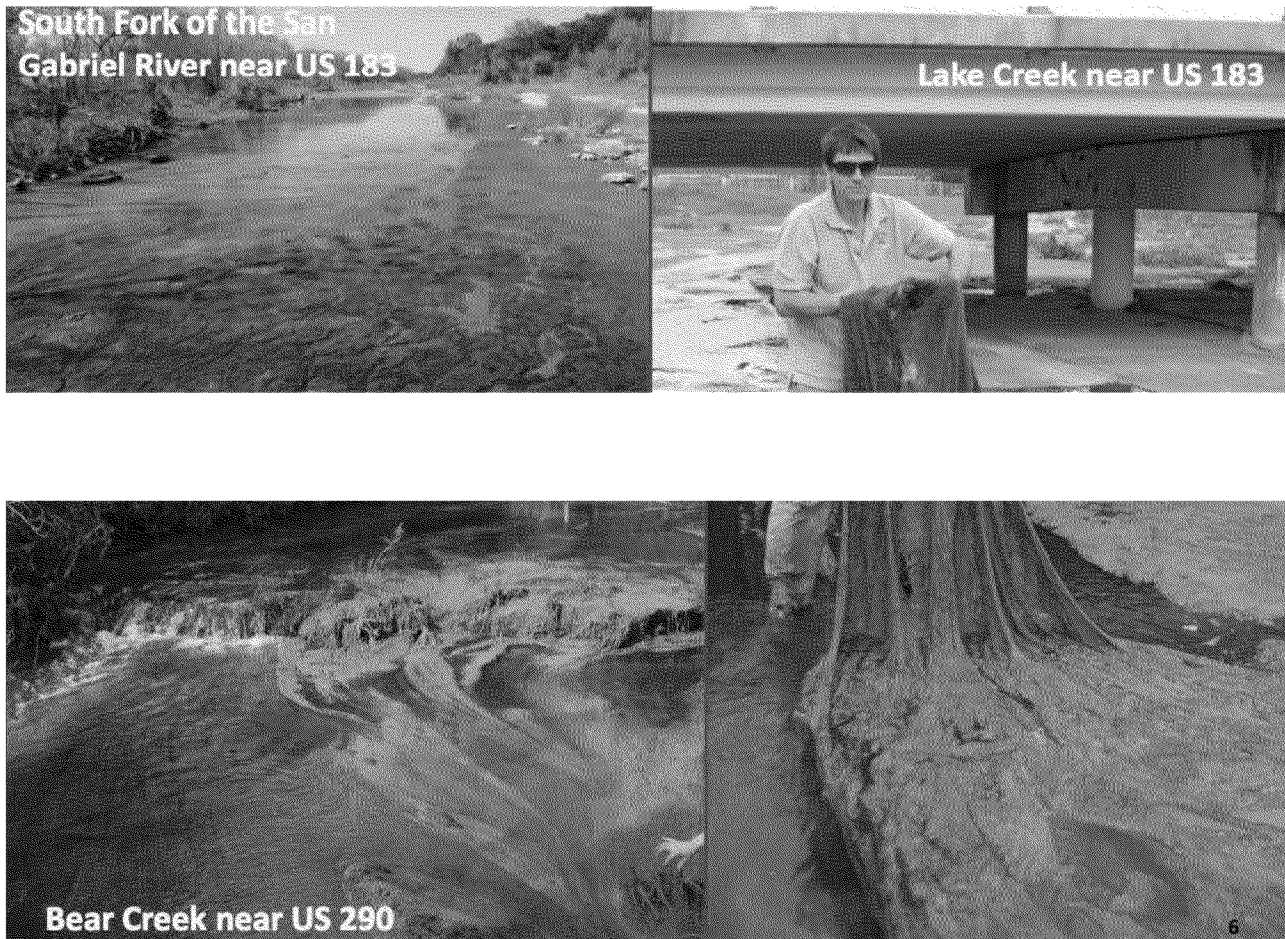 South Fork of the San
Gabriel River near US 183
Lake Creek near US 183
Bear Creek near US 290
6